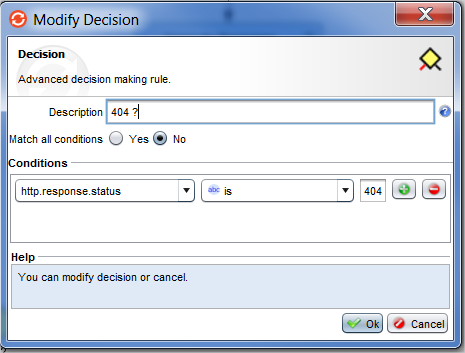 Modify Decision
Decision
Advanced decision making rule.
Description 404 ?
Match all conditions Yes No
Conditions
http.response.status abc is 404
Help
You can modify decision or cancel.
Ok Cancel